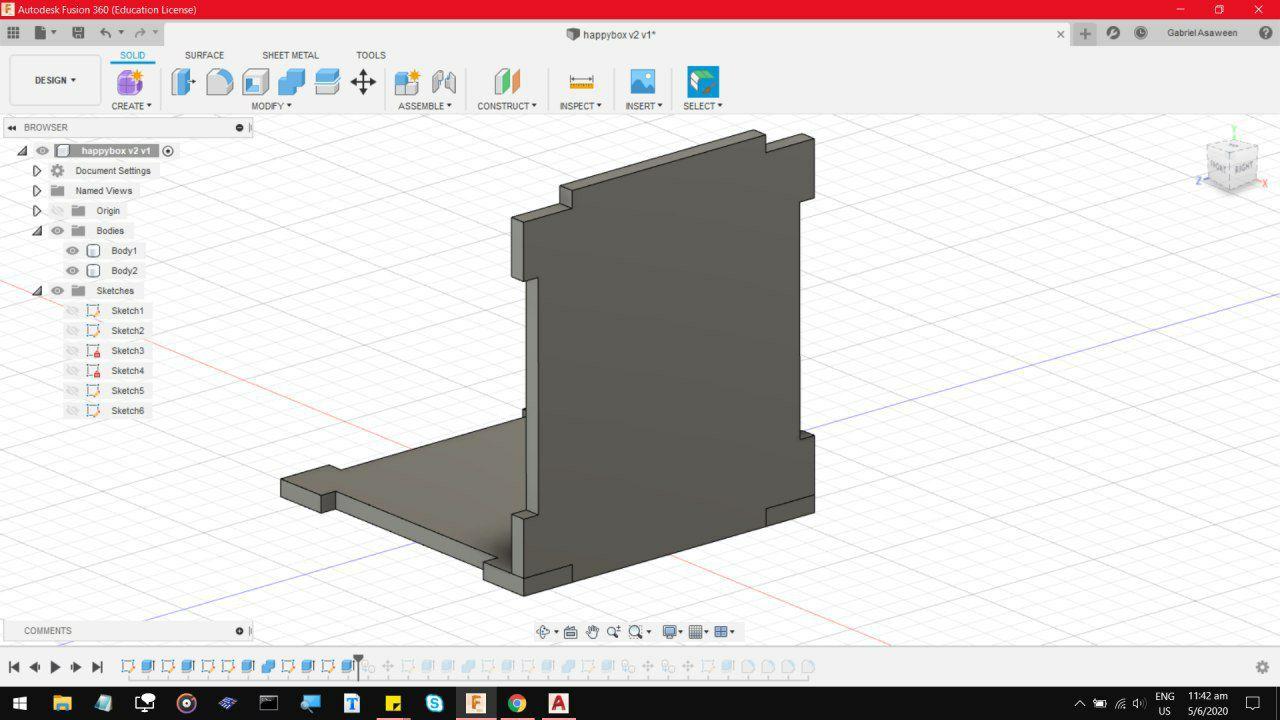 Autodesk Fusion 360 (Education License)
happybox v2 v1*
Gabriel Asaween
SOLID SURFACE SHEET METAL TOOLS
DESIGN
CREATE MODIFY ASSEMBLE CONSTRUCT INSPECT INSERT SELECT
BROWSER
happybox v2 v1
Document Settings
Named Views
Origin
Bodies
Body1
Body2
Sketches
Sketch1
Sketch2
Sketch3
Sketch4
Sketch5
Sketch6
Y
FRONT RIGHT
Z X
COMMENTS
ENG 11:42 am
US 5/6/2020